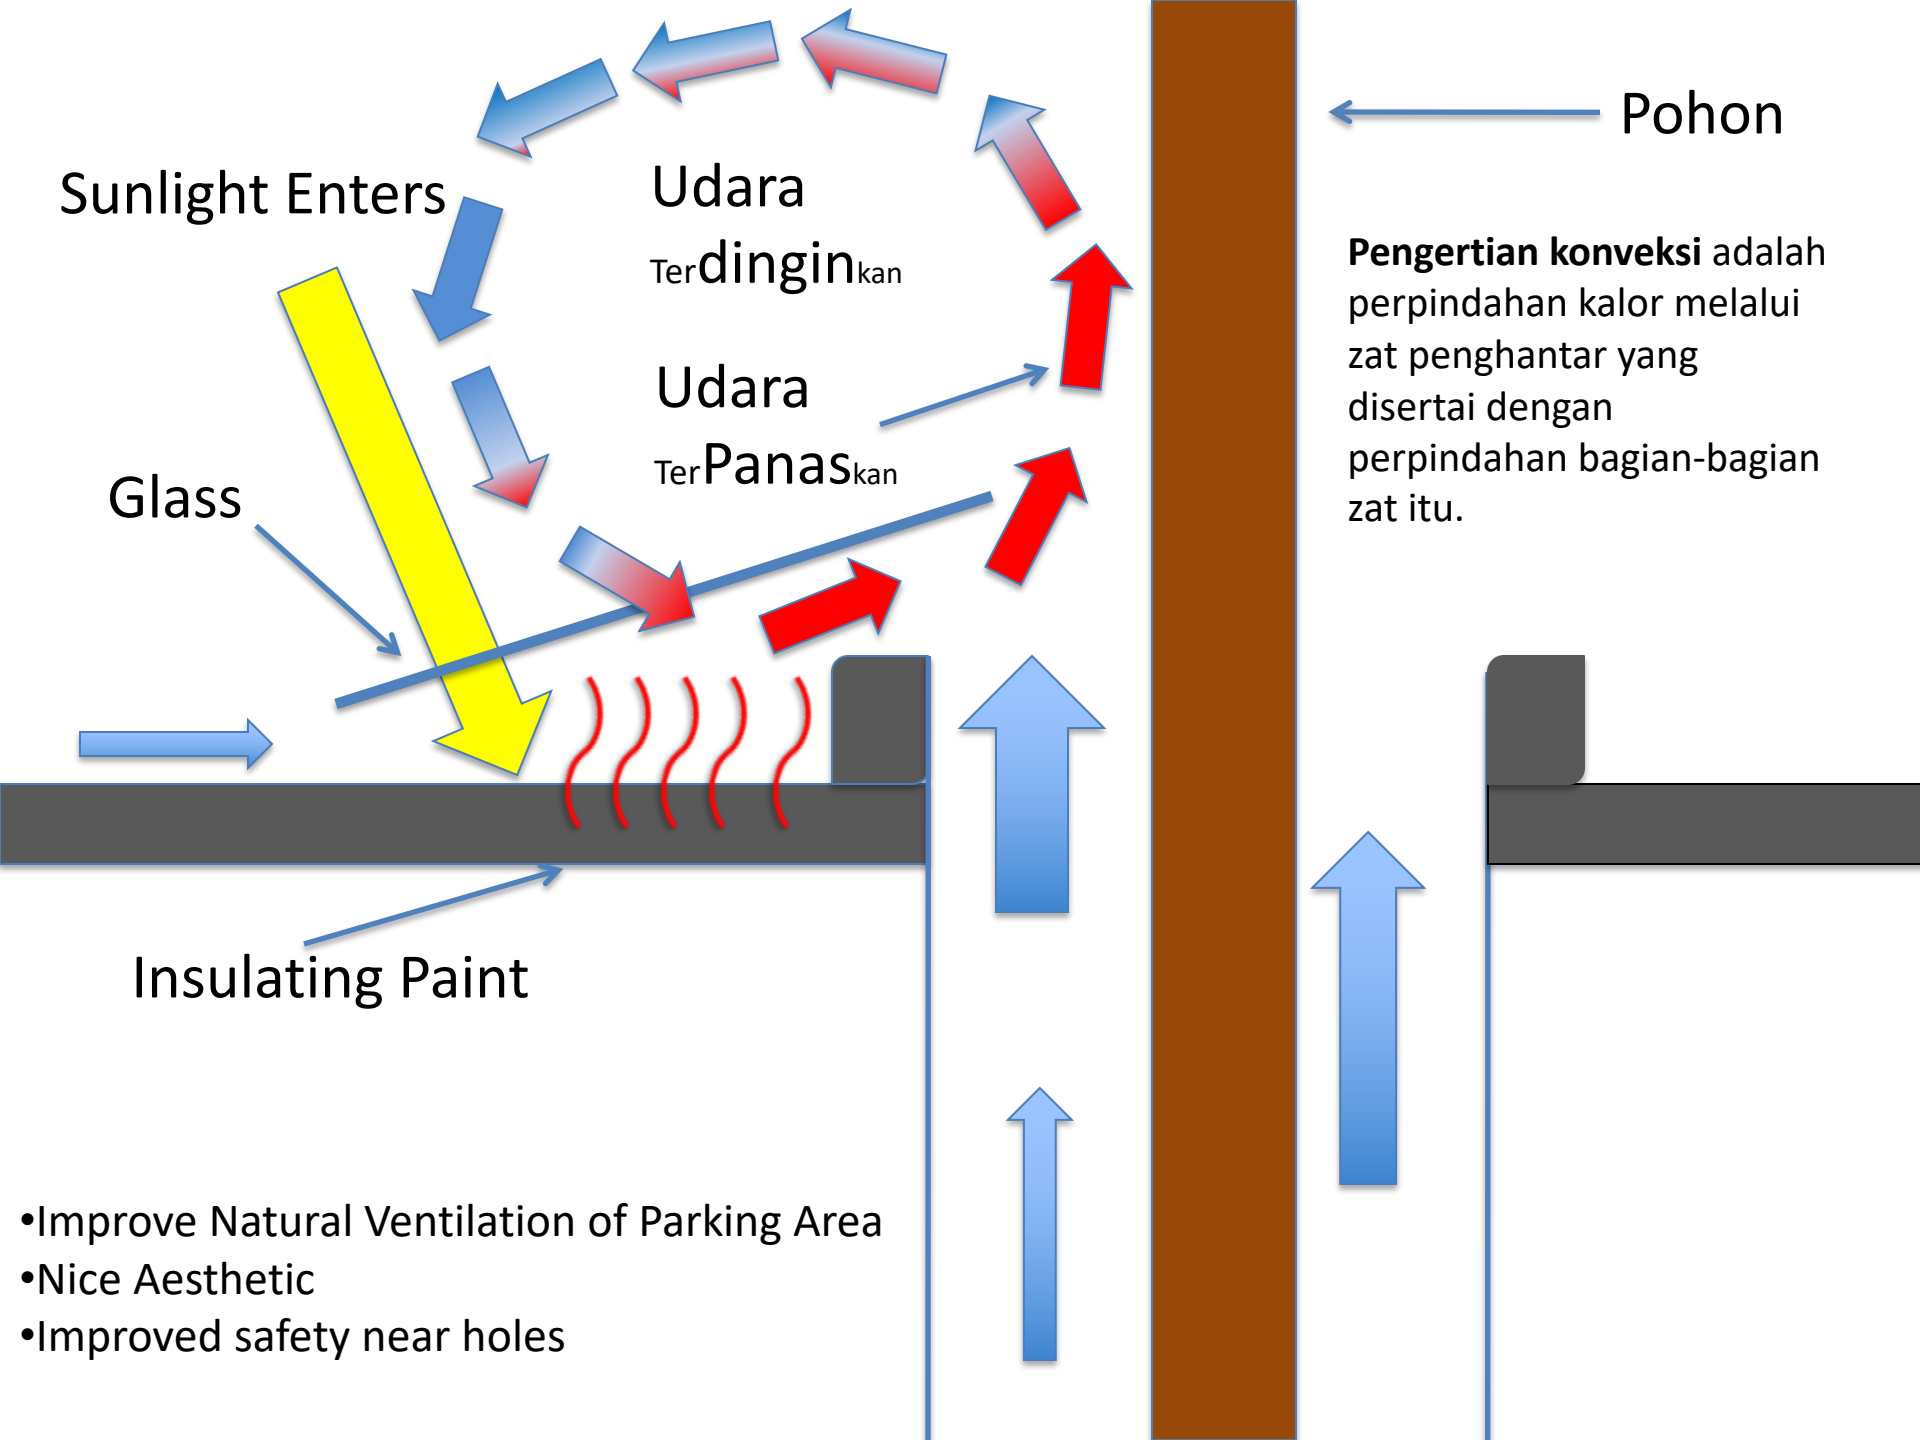 Pohon
Sunlight Enters
Udara
Terdinginkan
Pengertian konveksi adalah
perpindahan kalor melalui
zat penghantar yang
disertai dengan
perpindahan bagian-bagian
zat itu.
Udara
TerPanaskan
Glass
Insulating Paint
•Improve Natural Ventilation of Parking Area
•Nice Aesthetic
•Improved safety near holes